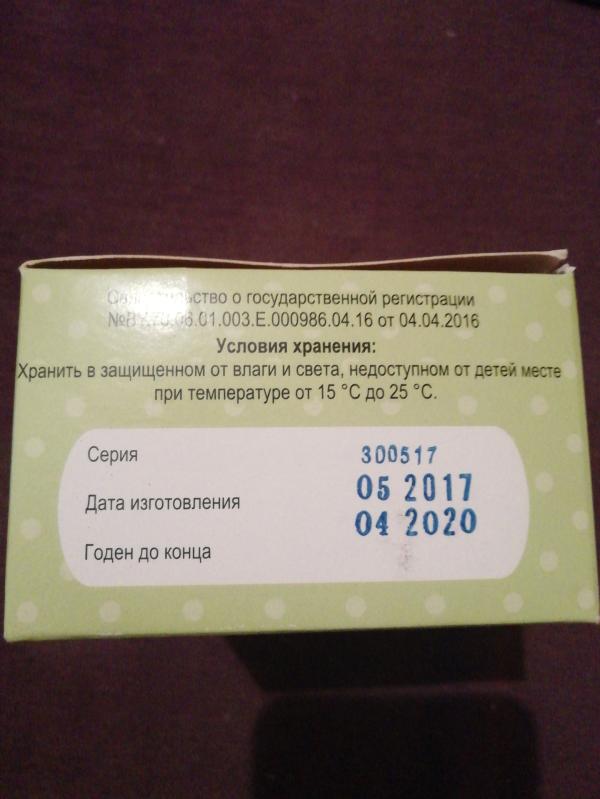 о государственной регистрации
от 04.04.2016
Условия хранения:
Хранить в защищенном от влаги и света, недоступном от детей месте
при температуре от 15 °С до 25 °С.
Серия 300517
Дата изготовления 05 2017
Годен до конца 04 2020